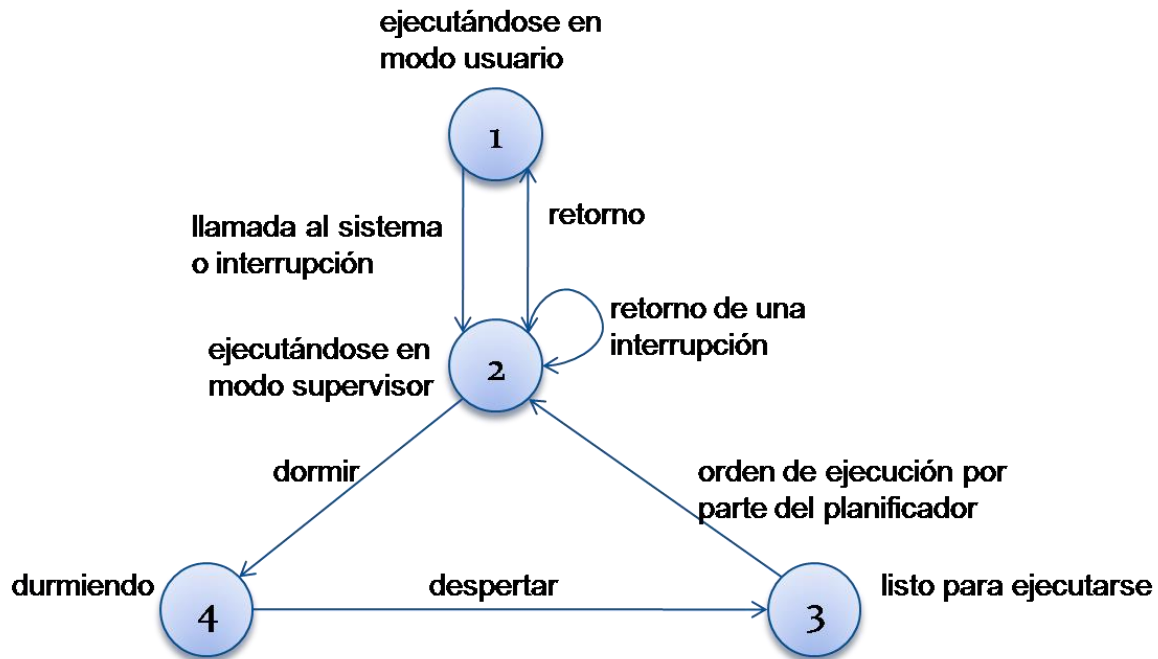 ejecutándose en
modo usuario
1
llamada al sistema
o interrupción
retorno
retorno de una
interrupción
ejecutándose en
modo supervisor
2
dormir
orden de ejecución por
parte del planificador
durmiendo
4
despertar
3
listo para ejecutarse